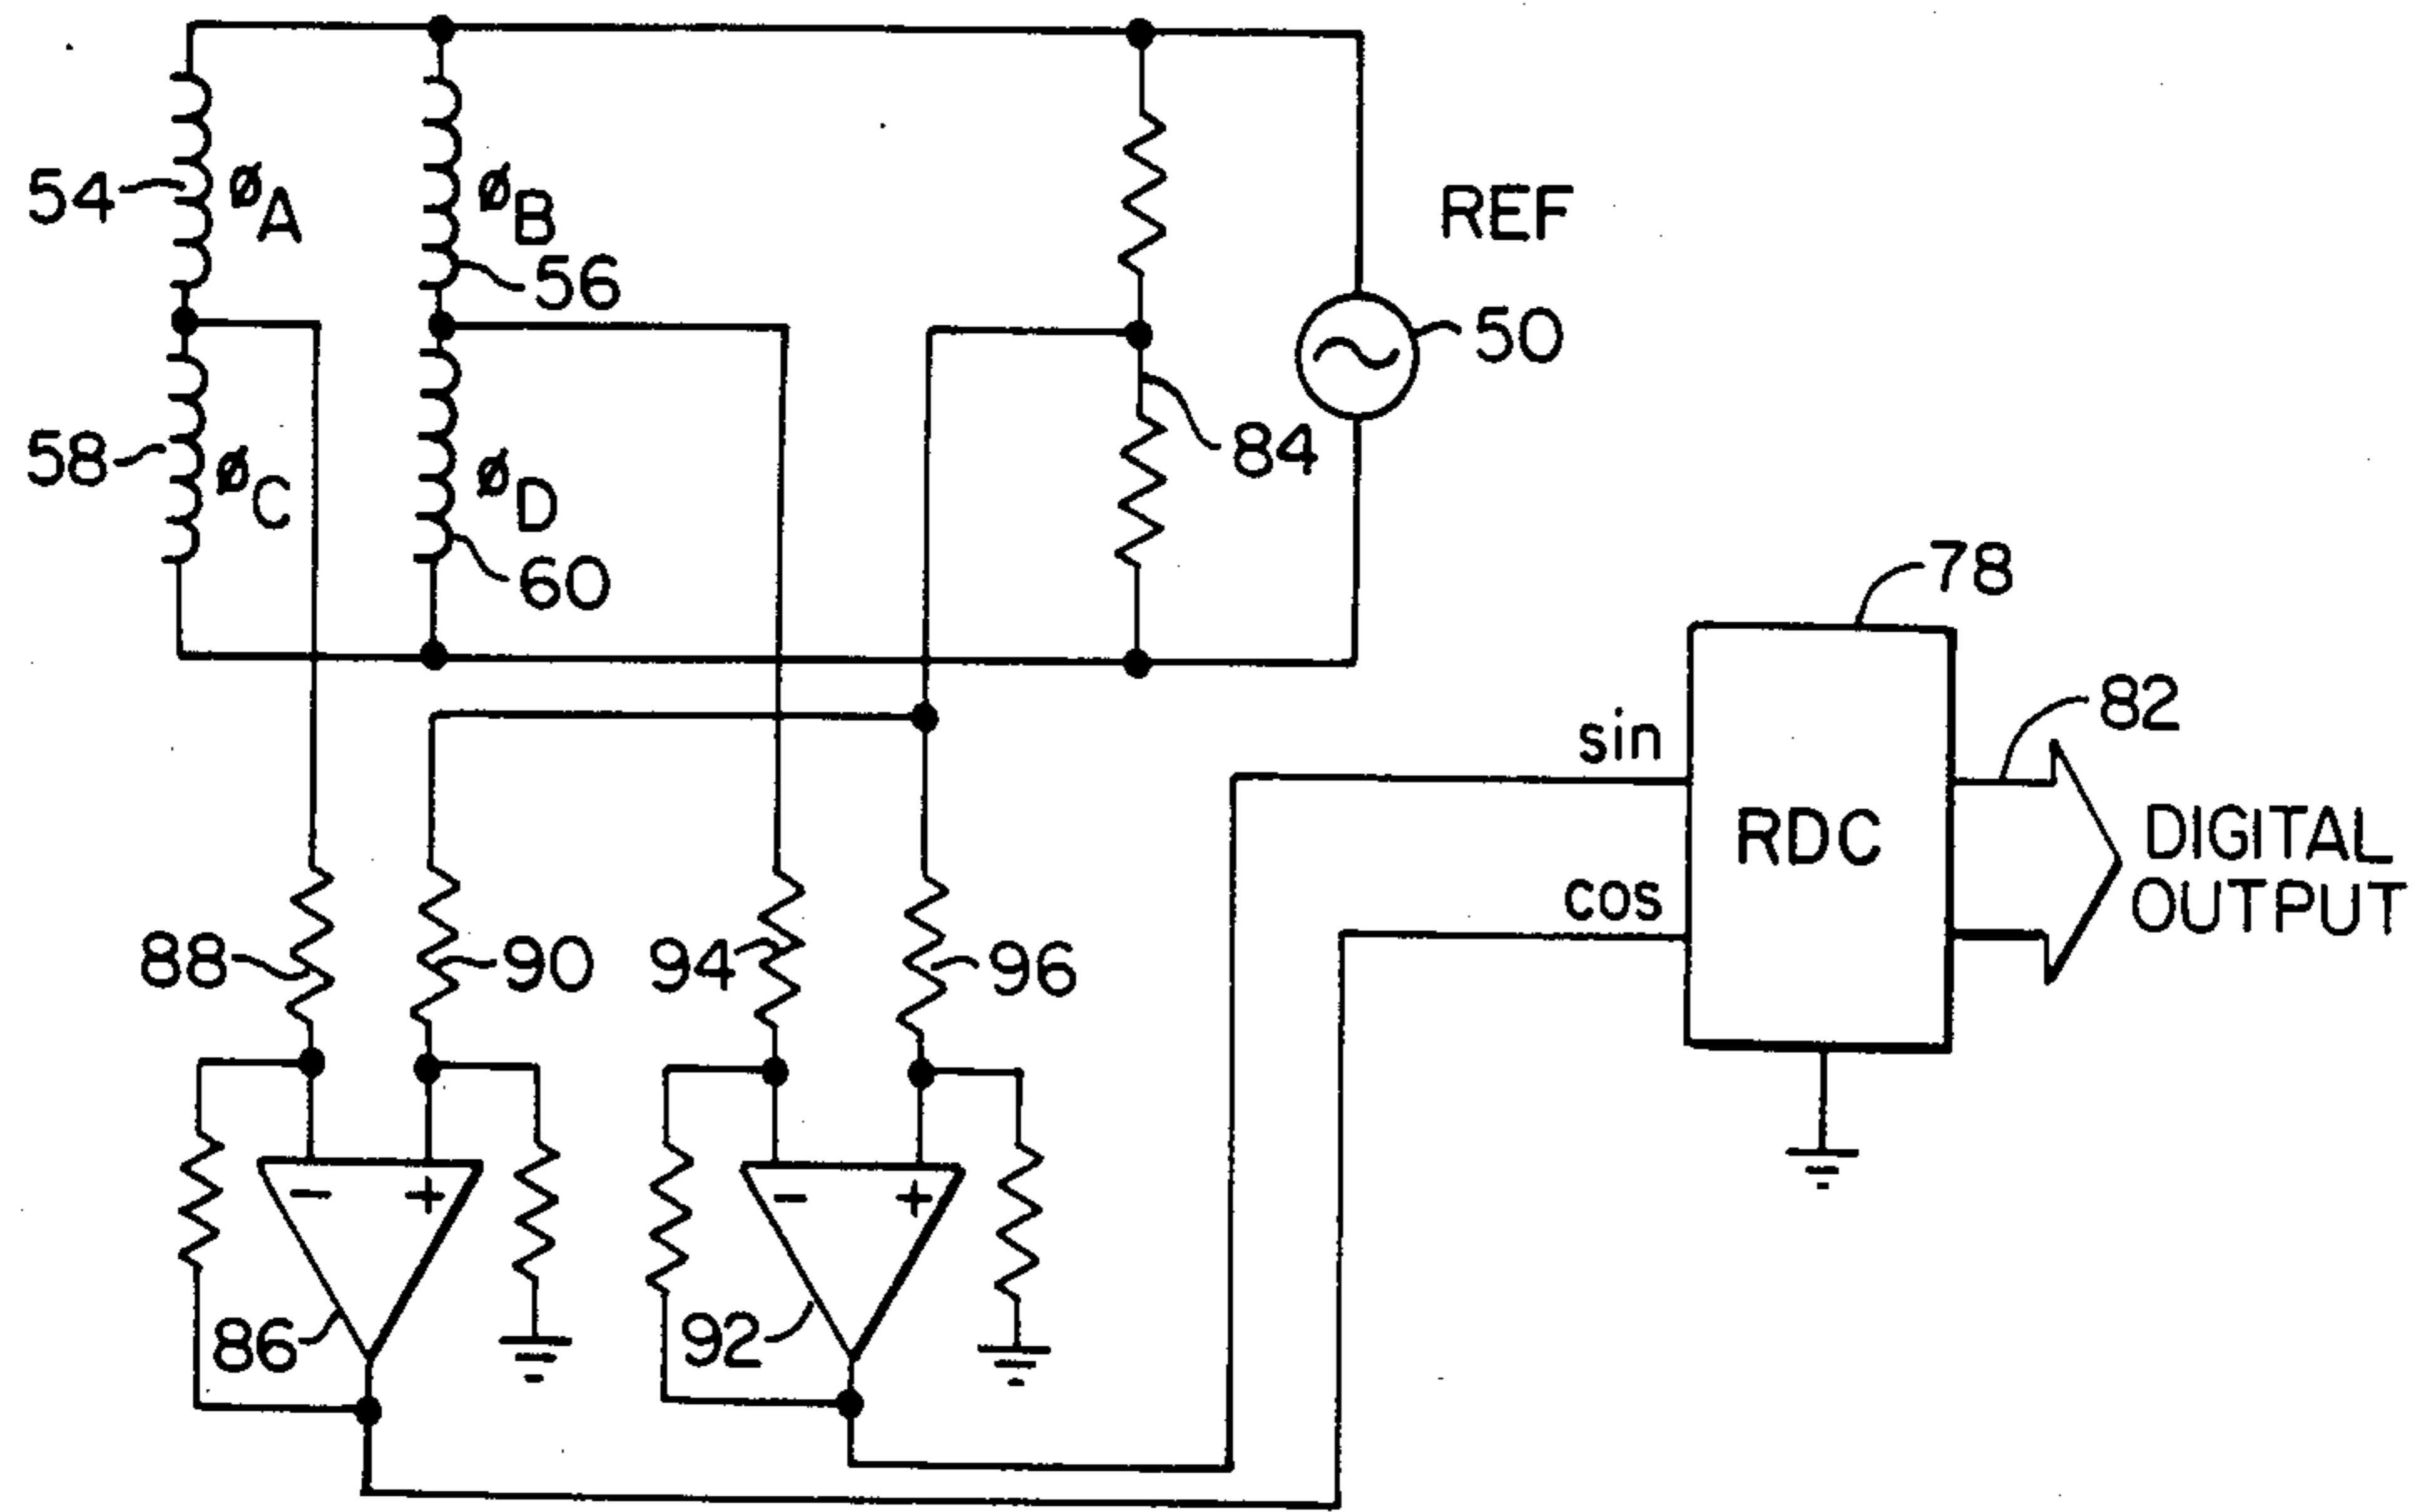 54
ØA
ØB
56
REF
50
58
ØC
ØD
60
84
78
82
sin
RDC
cos
DIGITAL
OUTPUT
88
90
94
96
86
-
+
92
-
+